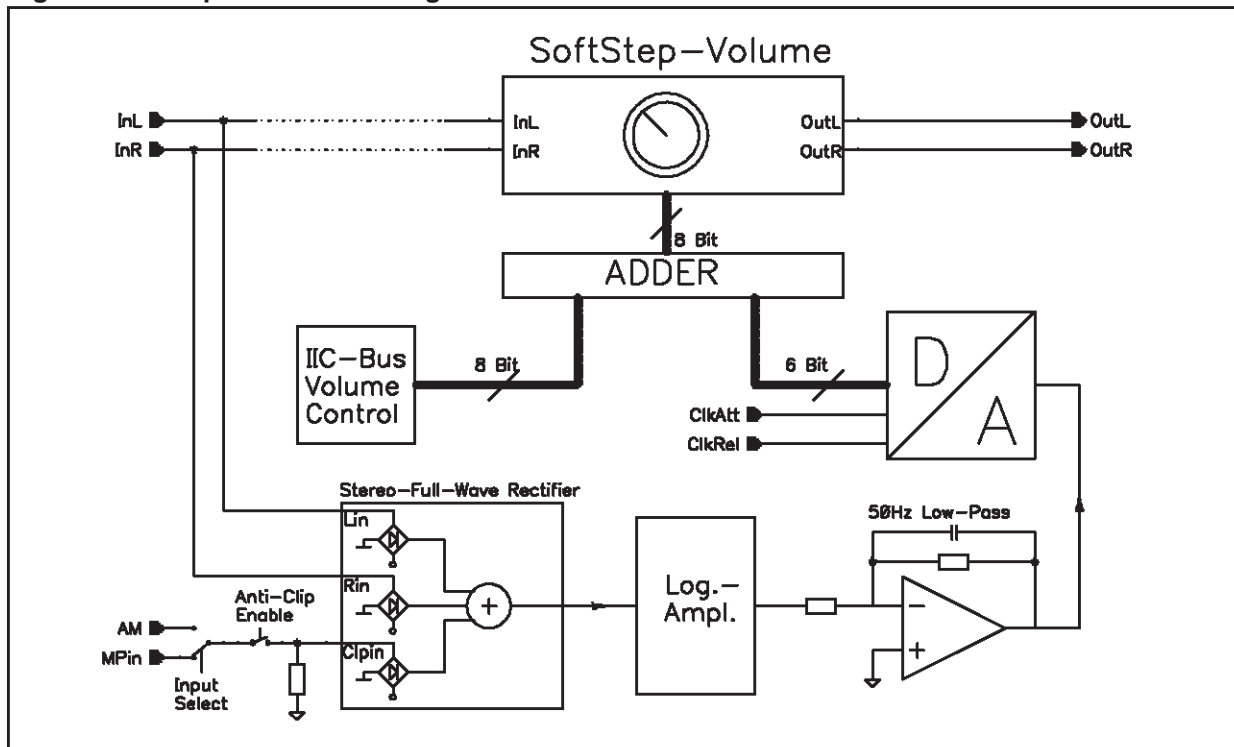 SoftStep-Volume
InL
InL
OutL
OutL
InR
InR
OutR
OutR
8 Bit
ADDER
IIC-Bus
Volume
Control
8 Bit
6 Bit
D
A
ClkAtt
ClkRel
Stereo-Full-Wave Rectifier
Lin
Rin
Clpin
+
Anti-Clip
Enable
AM
MPin
Input
Select
Log.-
Ampl.
50Hz Low-Pass
-
+